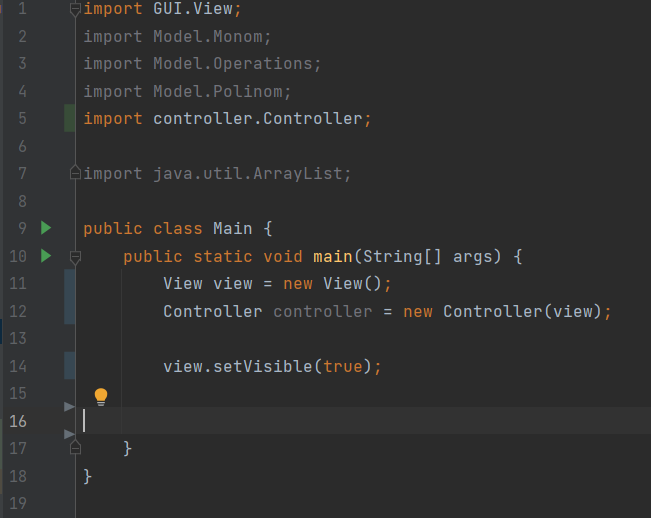 1 import GUI.View;
2 import Model.Monom;
3 import Model.Operations;
4 import Model.Polinom;
5 import controller.Controller;
6
7 import java.util.ArrayList;
8
9 public class Main {
10     public static void main(String[] args) {
11         View view = new View();
12         Controller controller = new Controller(view);
13
14         view.setVisible(true);
15
16
17     }
18 }
19